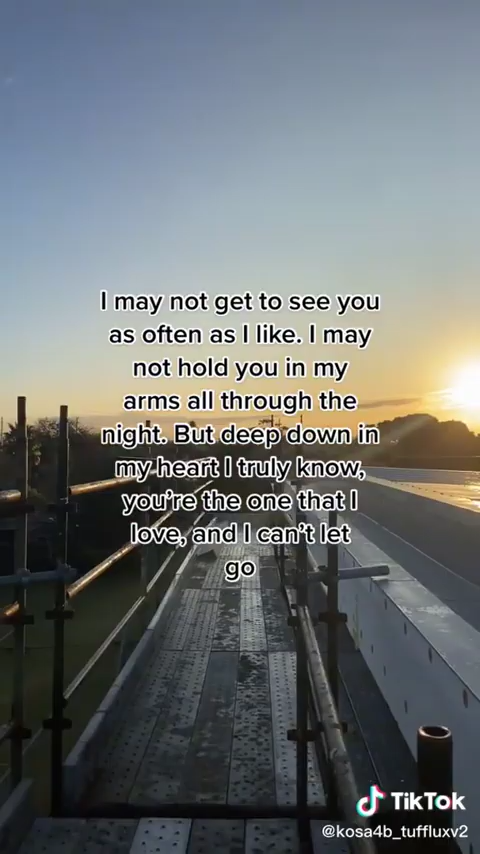 I may not get to see you
as often as I like. I may
not hold you in my
arms all through the
night. But deep down in
my heart I truly know,
you're the one that I
love, and I can't let
go
TikTok
@kosa4b_tuffluxv2